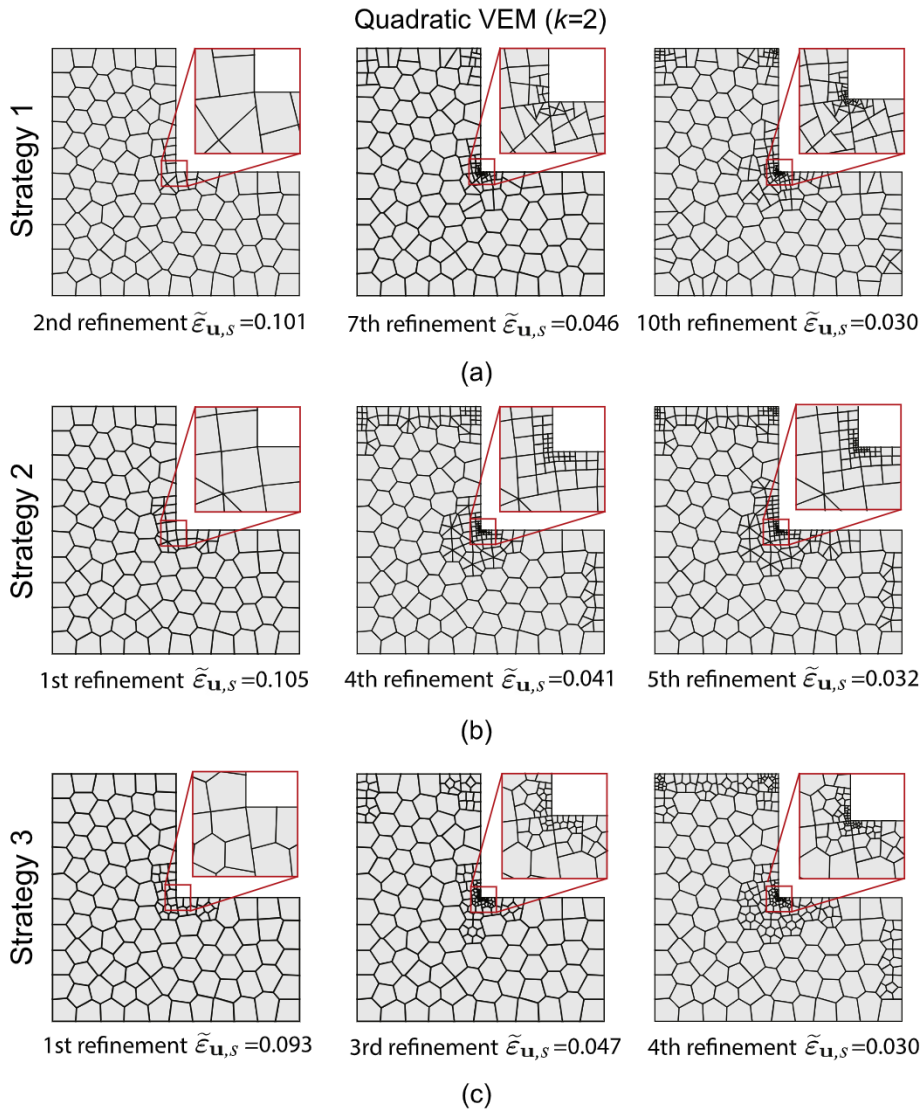 Quadratic VEM (k=2)
Strategy 1
2nd refinement ε̃u,s=0.101
7th refinement ε̃u,s=0.046
10th refinement ε̃u,s=0.030
(a)
Strategy 2
1st refinement ε̃u,s=0.105
4th refinement ε̃u,s=0.041
5th refinement ε̃u,s=0.032
(b)
Strategy 3
1st refinement ε̃u,s=0.093
3rd refinement ε̃u,s=0.047
4th refinement ε̃u,s=0.030
(c)